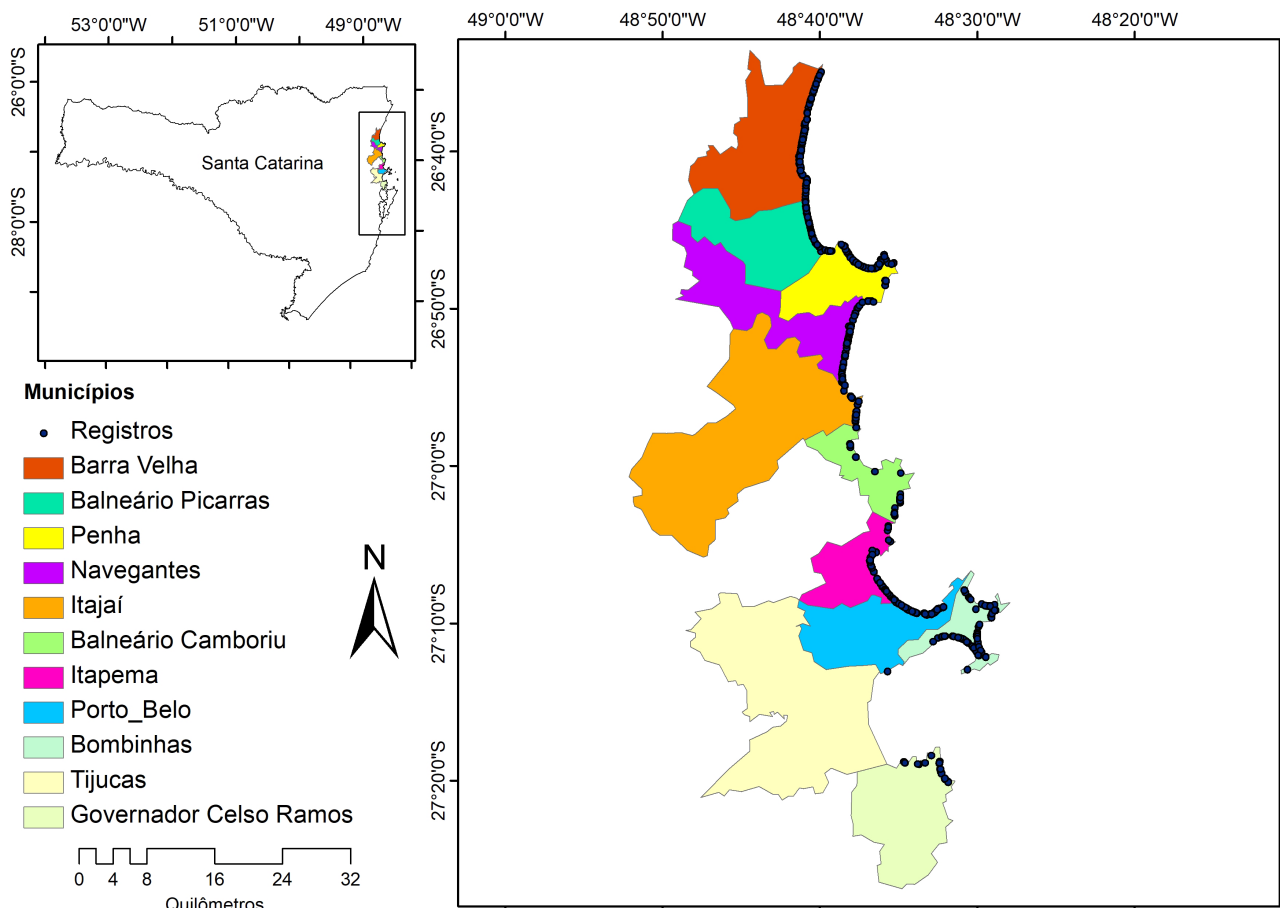 53°0'0"W 51°0'0"W 49°0'0"W
49°0'0"W 48°50'0"W 48°40'0"W 48°30'0"W 48°20'0"W
26°0'0"S
28°0'0"S
Santa Catarina
26°40'0"S
26°50'0"S
27°0'0"S
27°10'0"S
27°20'0"S
Municípios
Registros
Barra Velha
Balneário Picarras
Penha
Navegantes
Itajaí
Balneário Camboriu
Itapema
Porto_Belo
Bombinhas
Tijucas
Governador Celso Ramos
N
0 4 8 16 24 32
Quilômetros